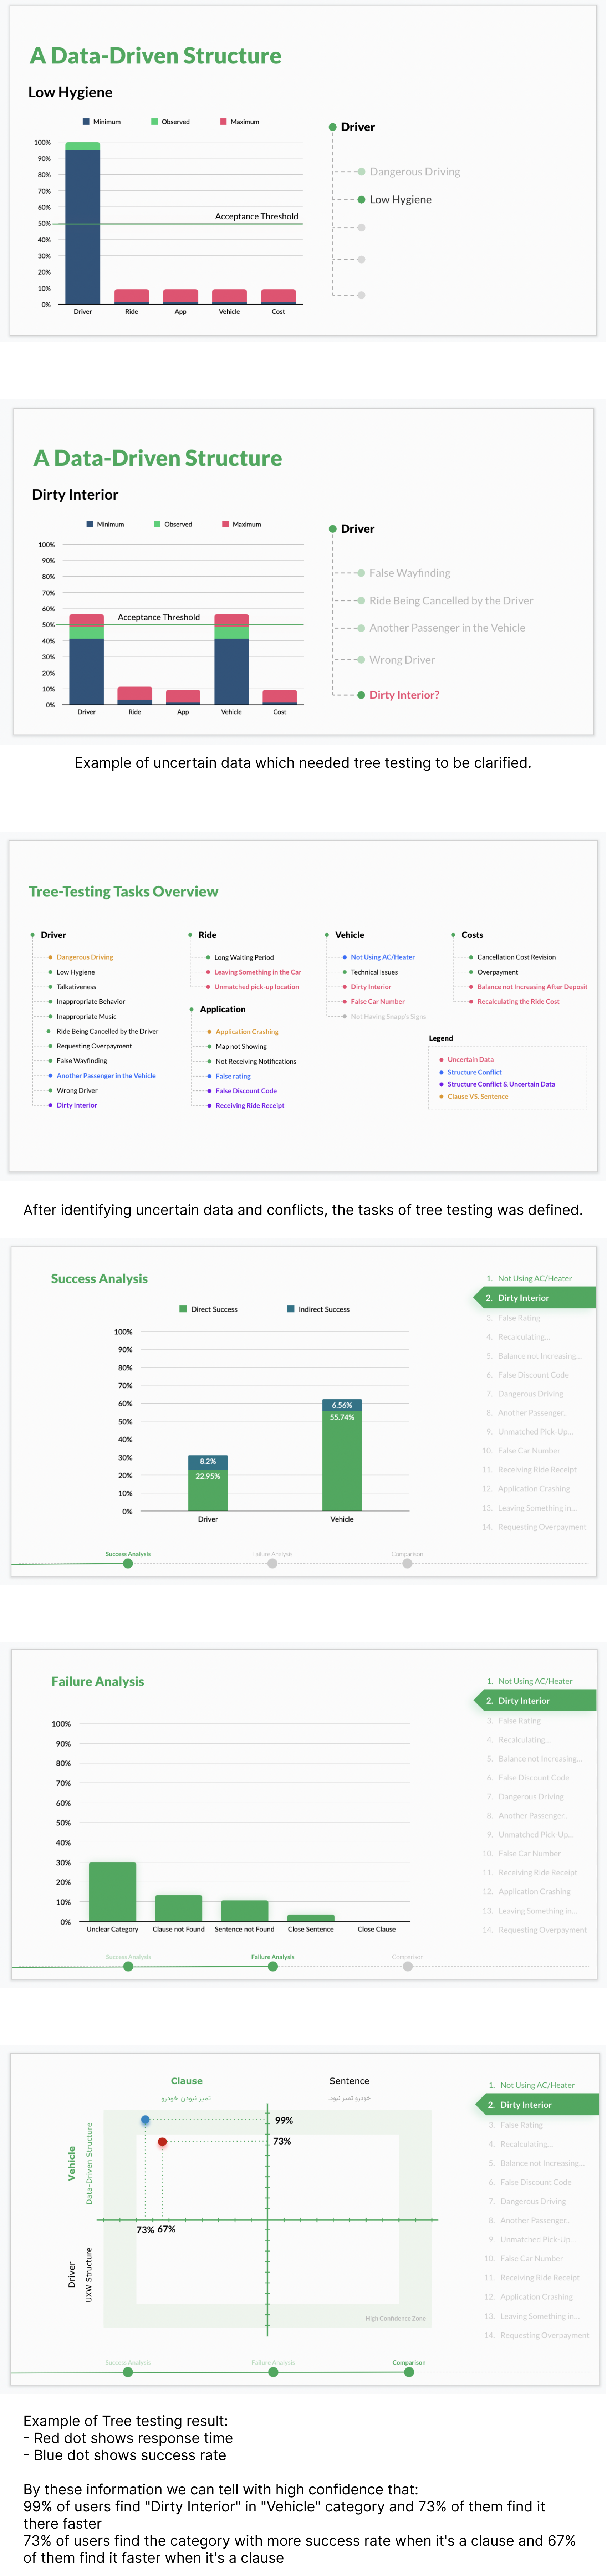 A Data-Driven Structure
Low Hygiene
Minimum Observed Maximum
100%
90%
80%
70%
60%
50%
40%
30%
20%
10%
0%
Acceptance Threshold
Driver Ride App Vehicle Cost
Driver
Dangerous Driving
Low Hygiene
A Data-Driven Structure
Dirty Interior
Minimum Observed Maximum
100%
90%
80%
70%
60%
50%
40%
30%
20%
10%
0%
Acceptance Threshold
Driver Ride App Vehicle Cost
Driver
False Wayfinding
Ride Being Cancelled by the Driver
Another Passenger in the Vehicle
Wrong Driver
Dirty Interior?
Example of uncertain data which needed tree testing to be clarified.
Tree-Testing Tasks Overview
Driver
Dangerous Driving
Low Hygiene
Talkativeness
Inappropriate Behavior
Inappropriate Music
Ride Being Cancelled by the Driver
Requesting Overpayment
False Wayfinding
Another Passenger in the Vehicle
Wrong Driver
Dirty Interior
Ride
Long Waiting Period
Leaving Something in the Car
Unmatched pick-up location
Application
Application Crashing
Map not Showing
Not Receiving Notifications
False rating
False Discount Code
Receiving Ride Receipt
Vehicle
Not Using AC/Heater
Technical Issues
Dirty Interior
False Car Number
Not Having Snapp's Signs
Costs
Cancellation Cost Revision
Overpayment
Balance not Increasing After Deposit
Recalculating the Ride Cost
Legend
Uncertain Data
Structure Conflict
Structure Conflict & Uncertain Data
Clause VS. Sentence
After identifying uncertain data and conflicts, the tasks of tree testing was defined.
Success Analysis
Direct Success Indirect Success
100%
90%
80%
70%
60%
50%
40%
30%
20%
10%
0%
8.2%
22.95%
6.56%
55.74%
Driver Vehicle
1. Not Using AC/Heater
2. Dirty Interior
3. False Rating
4. Recalculating...
5. Balance not Increasing...
6. False Discount Code
7. Dangerous Driving
8. Another Passenger..
9. Unmatched Pick-Up...
10. False Car Number
11. Receiving Ride Receipt
12. Application Crashing
13. Leaving Something in...
14. Requesting Overpayment
Success Analysis Failure Analysis Comparison
Failure Analysis
100%
90%
80%
70%
60%
50%
40%
30%
20%
10%
0%
Unclear Category Clause not Found Sentence not Found Close Sentence Close Clause
1. Not Using AC/Heater
2. Dirty Interior
3. False Rating
4. Recalculating...
5. Balance not Increasing...
6. False Discount Code
7. Dangerous Driving
8. Another Passenger..
9. Unmatched Pick-Up...
10. False Car Number
11. Receiving Ride Receipt
12. Application Crashing
13. Leaving Something in...
14. Requesting Overpayment
Success Analysis Failure Analysis Comparison
Clause Sentence
تمیز نبودن خودرو
خودرو تمیز نبود.
Vehicle
Data-Driven Structure
Driver
UXW Structure
99%
73%
73% 67%
High Confidence Zone
1. Not Using AC/Heater
2. Dirty Interior
3. False Rating
4. Recalculating...
5. Balance not Increasing...
6. False Discount Code
7. Dangerous Driving
8. Another Passenger..
9. Unmatched Pick-Up...
10. False Car Number
11. Receiving Ride Receipt
12. Application Crashing
13. Leaving Something in...
14. Requesting Overpayment
Success Analysis Failure Analysis Comparison
Example of Tree testing result:
- Red dot shows response time
- Blue dot shows success rate
By these information we can tell with high confidence that:
99% of users find "Dirty Interior" in "Vehicle" category and 73% of them find it
there faster
73% of users find the category with more success rate when it's a clause and 67%
of them find it faster when it's a clause